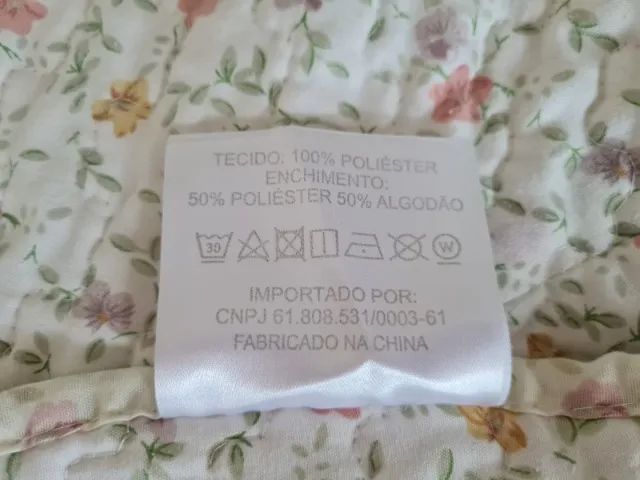 TECIDO: 100% POLIÉSTER
ENCHIMENTO:
50% POLIÉSTER 50% ALGODÃO
30 W
IMPORTADO POR:
CNPJ 61.808.531/0003-61
FABRICADO NA CHINA